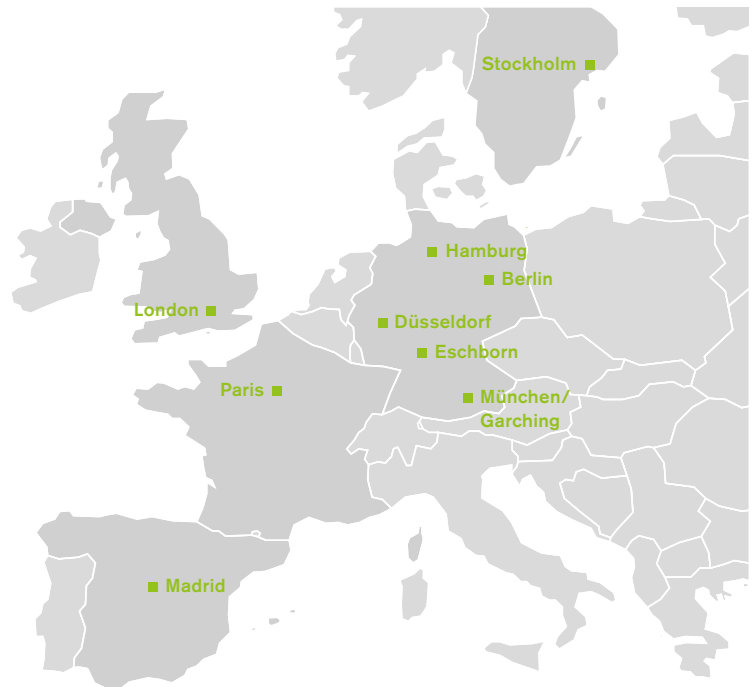 Stockholm
Hamburg
Berlin
London
Düsseldorf
Eschborn
Paris
München/
Garching
Madrid